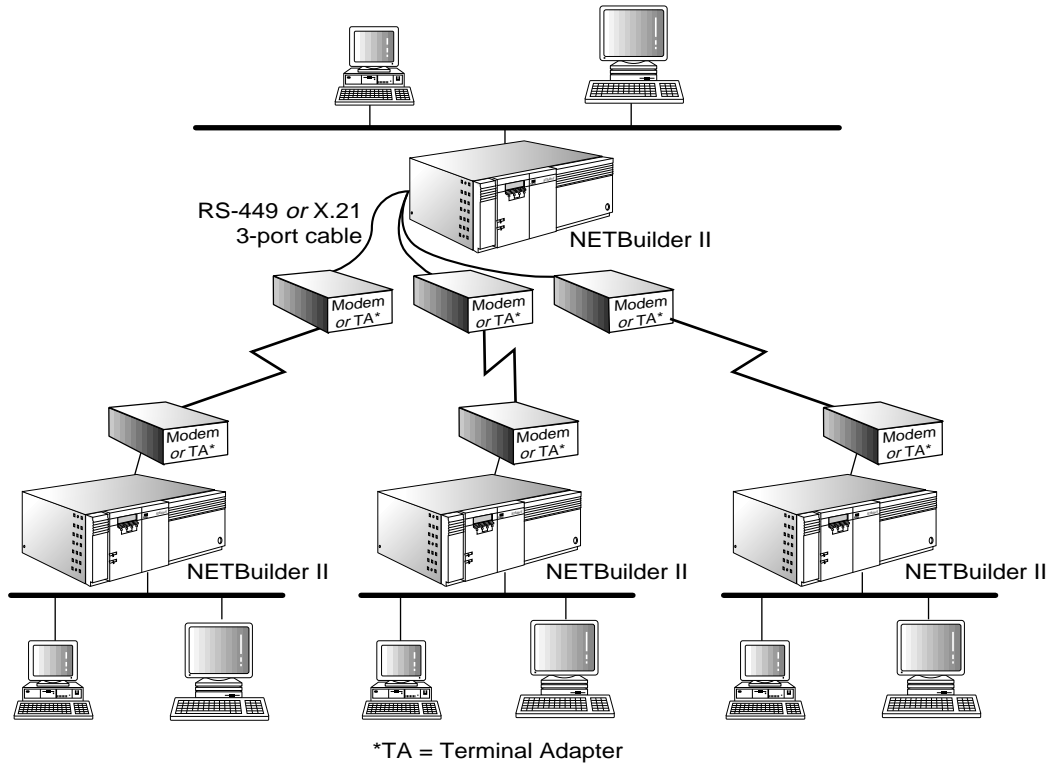 RS-449 or X.21
3-port cable
NETBuilder II
Modem
or TA*
Modem
or TA*
Modem
or TA*
Modem
or TA*
Modem
or TA*
Modem
or TA*
NETBuilder II
NETBuilder II
NETBuilder II
*TA = Terminal Adapter